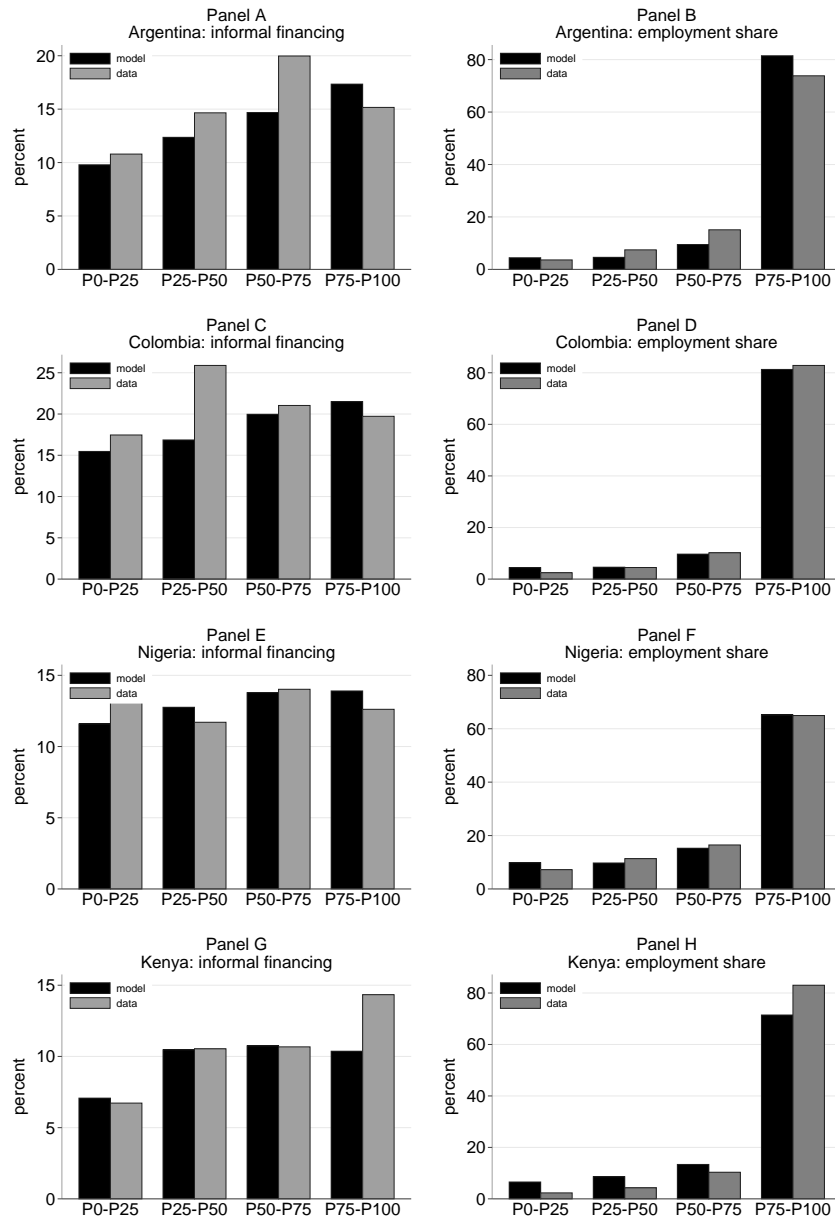 Panel A
Argentina: informal financing
model
data
percent
20
15
10
5
0
P0-P25 P25-P50 P50-P75 P75-P100
Panel B
Argentina: employment share
model
data
percent
80
60
40
20
0
P0-P25 P25-P50 P50-P75 P75-P100
Panel C
Colombia: informal financing
model
data
percent
25
20
15
10
5
0
P0-P25 P25-P50 P50-P75 P75-P100
Panel D
Colombia: employment share
model
data
percent
80
60
40
20
0
P0-P25 P25-P50 P50-P75 P75-P100
Panel E
Nigeria: informal financing
model
data
percent
15
10
5
0
P0-P25 P25-P50 P50-P75 P75-P100
Panel F
Nigeria: employment share
model
data
percent
80
60
40
20
0
P0-P25 P25-P50 P50-P75 P75-P100
Panel G
Kenya: informal financing
model
data
percent
15
10
5
0
P0-P25 P25-P50 P50-P75 P75-P100
Panel H
Kenya: employment share
model
data
percent
80
60
40
20
0
P0-P25 P25-P50 P50-P75 P75-P100